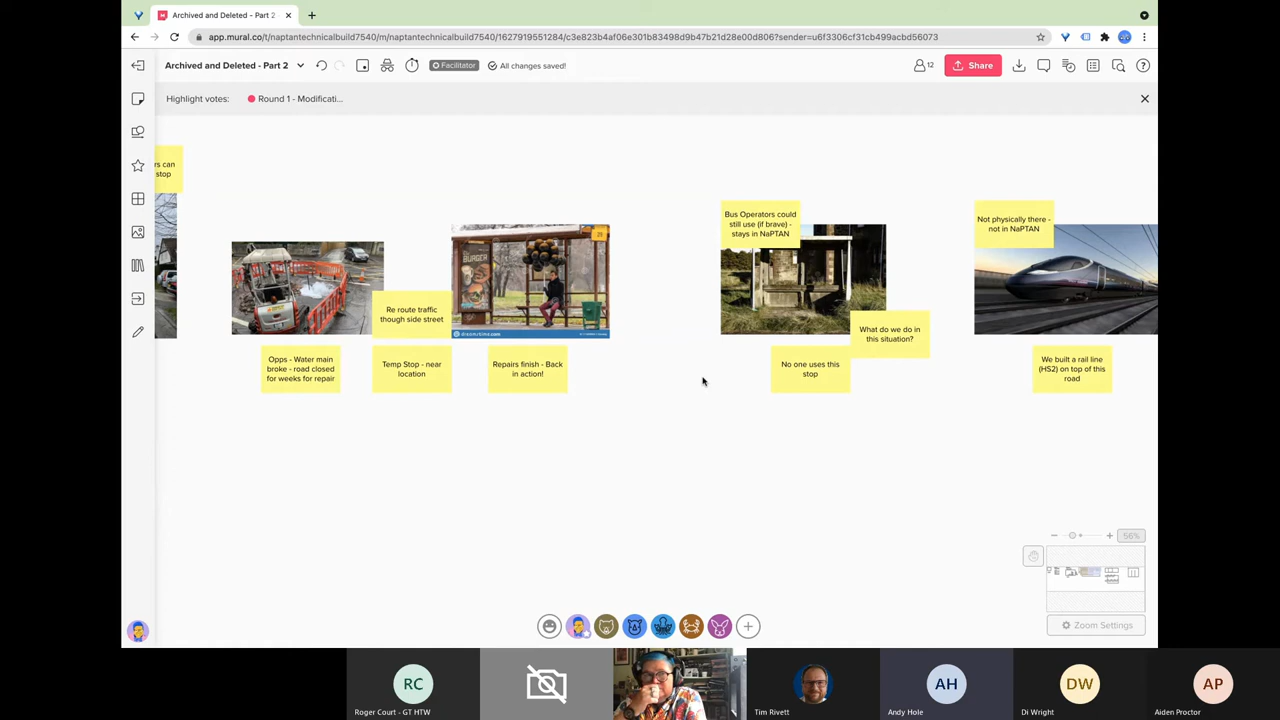 Archived and Deleted - Part 2
app.mural.co/t/naptantechnicalbuild7540/m/naptantechnicalbuild7540/1627919551284/c3e823b4af06e301b83498d9b47b21d28e00d806?sender=u6f3306cf31cb499acbd56073
Archived and Deleted - Part 2
Facilitator
All changes saved!
12
Share
Highlight votes:
Round 1 - Modificati...
rs can
stop
Bus Operators could
still use (if brave) -
stays in NaPTAN
Not physically there -
not in NaPTAN
BURGER
Re route traffic
though side street
What do we do in
this situation?
Opps - Water main
broke - road closed
for weeks for repair
Temp Stop - near
location
Repairs finish - Back
in action!
No one uses this
stop
We built a rail line
(HS2) on top of this
road
56%
Zoom Settings
RC
AH
DW
AP
Roger Court - GT HTW
Tim Rivett
Andy Hole
Di Wright
Aiden Proctor